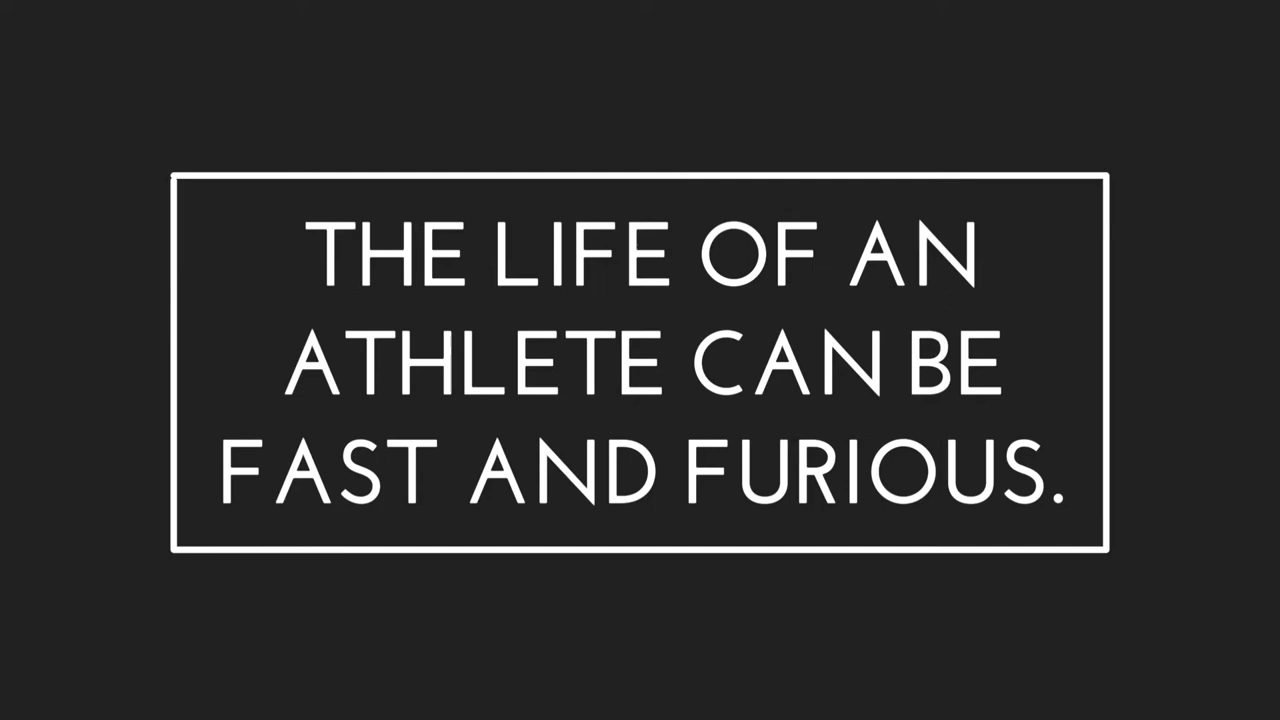 THE LIFE OF AN
ATHLETE CAN BE
FAST AND FURIOUS.